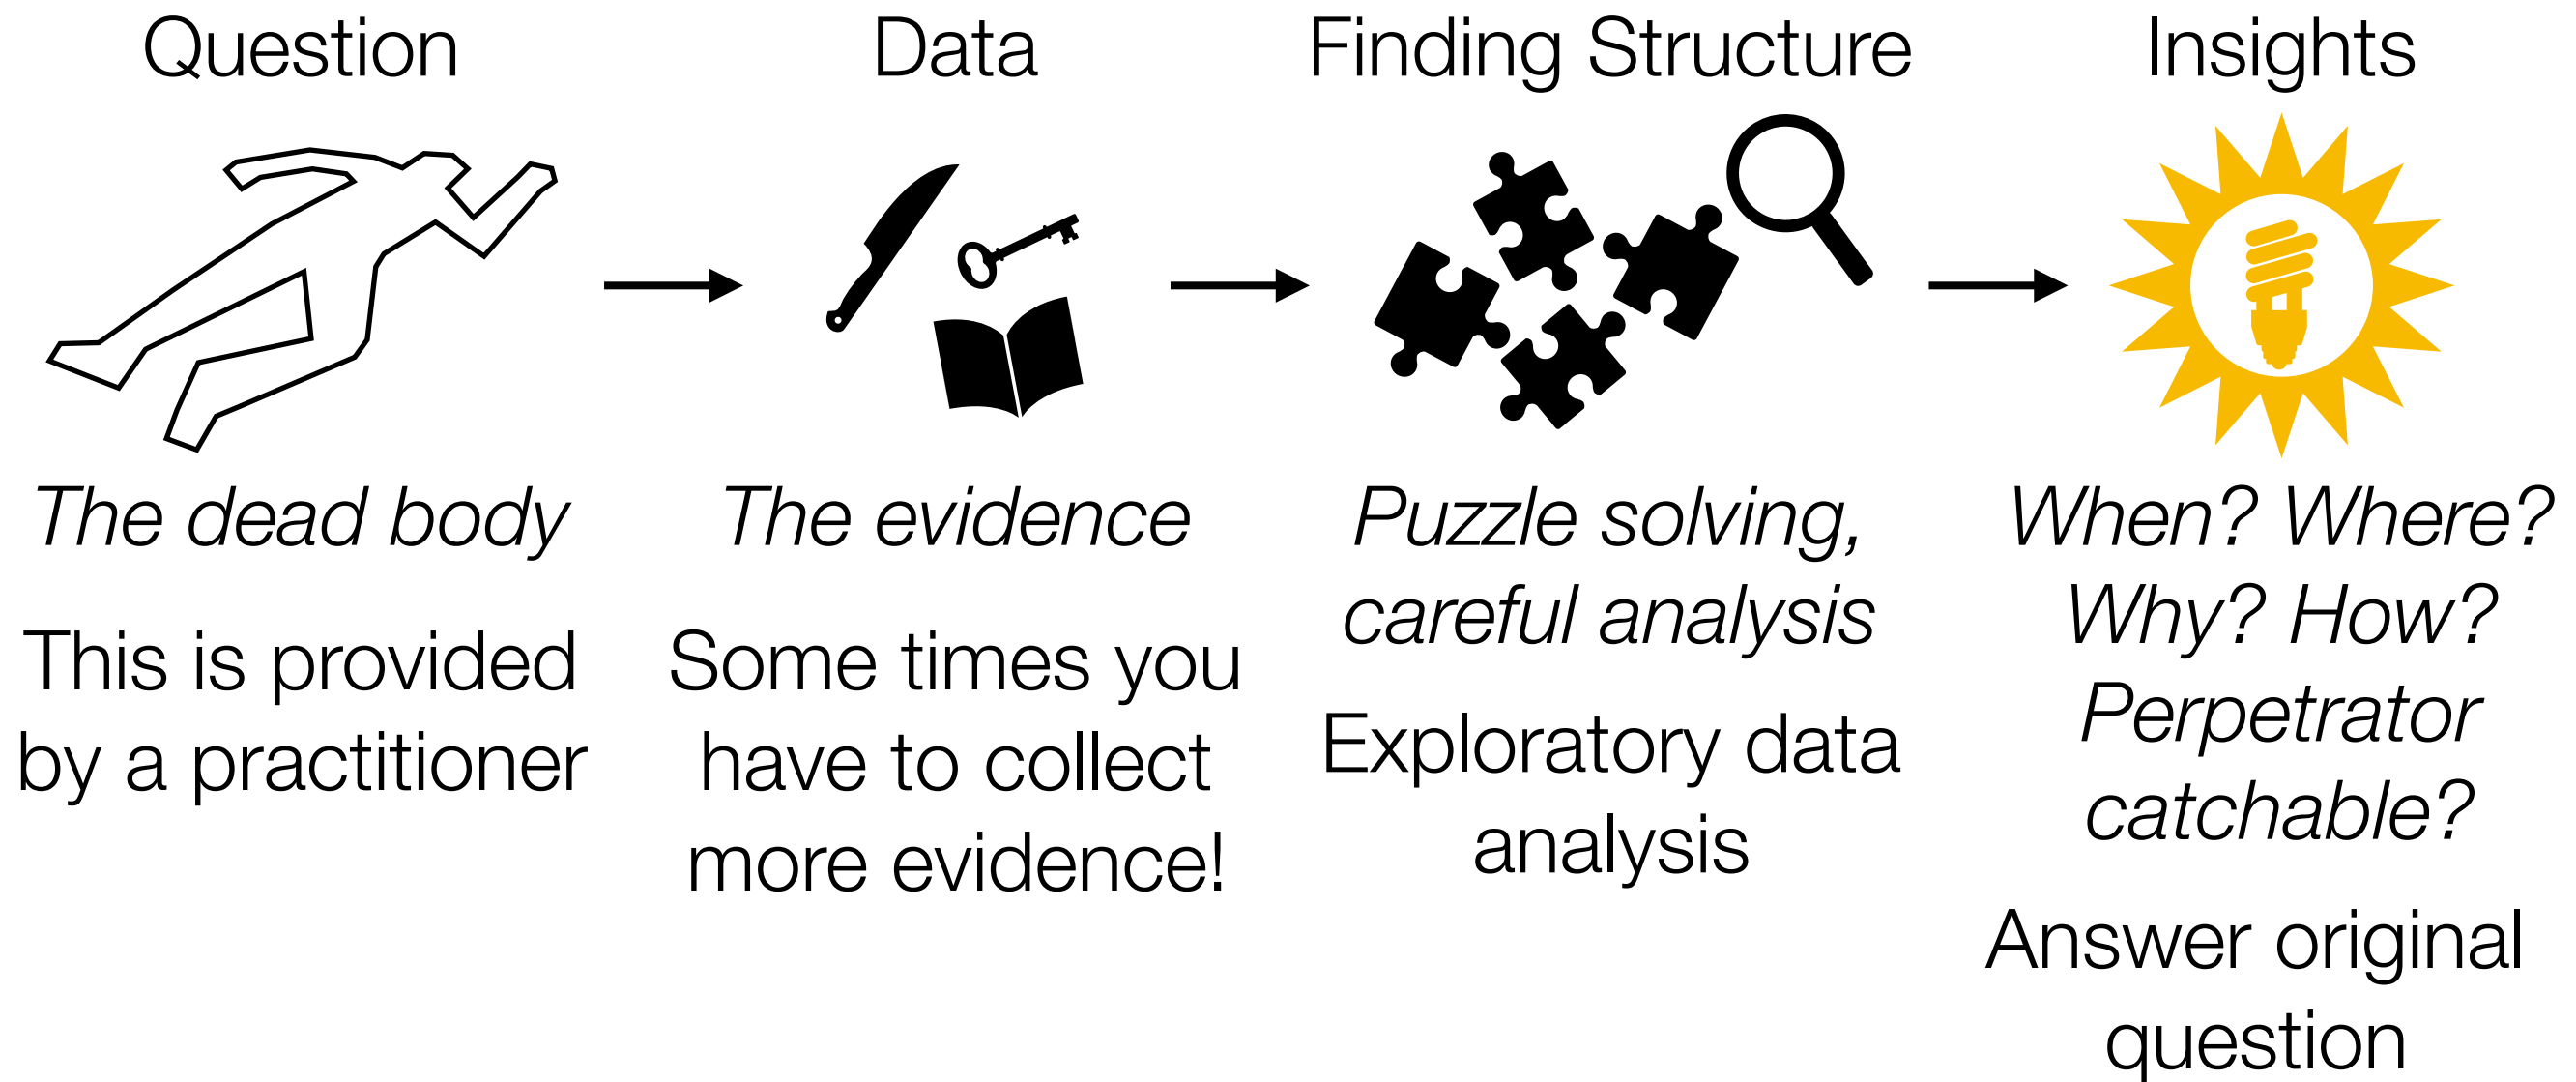 Question
The dead body
This is provided
by a practitioner
Data
The evidence
Some times you
have to collect
more evidence!
Finding Structure
Puzzle solving,
careful analysis
Exploratory data
analysis
Insights
When? Where?
Why? How?
Perpetrator
catchable?
Answer original
question